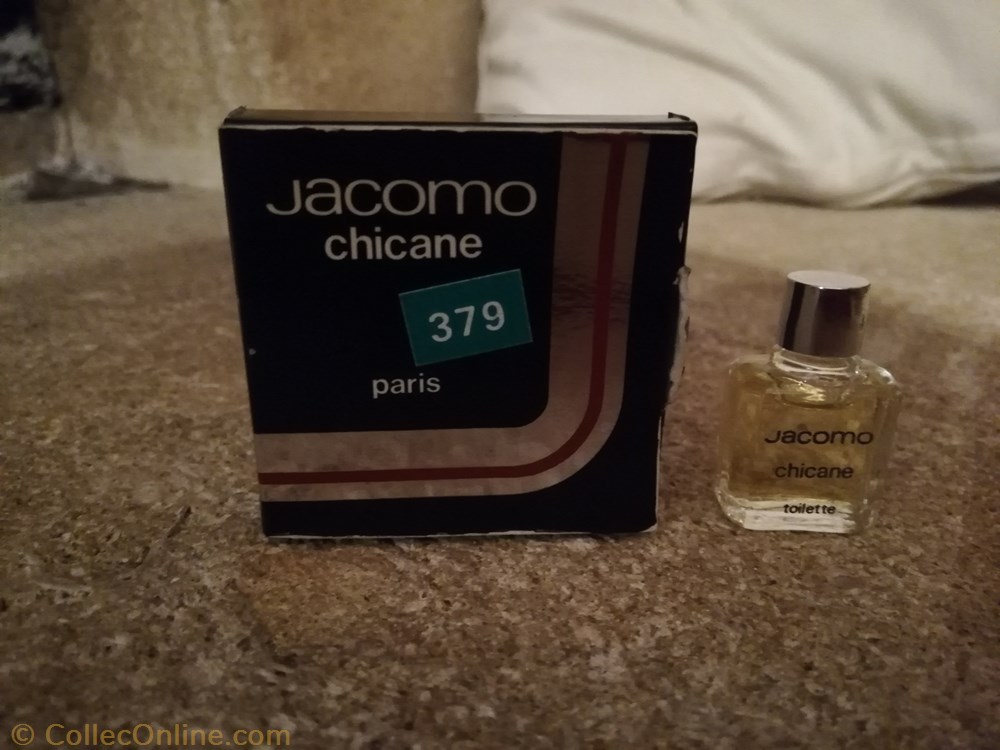 Jacomo
chicane
379
paris
Jacomo
chicane
toilette
© CollecOnline.com